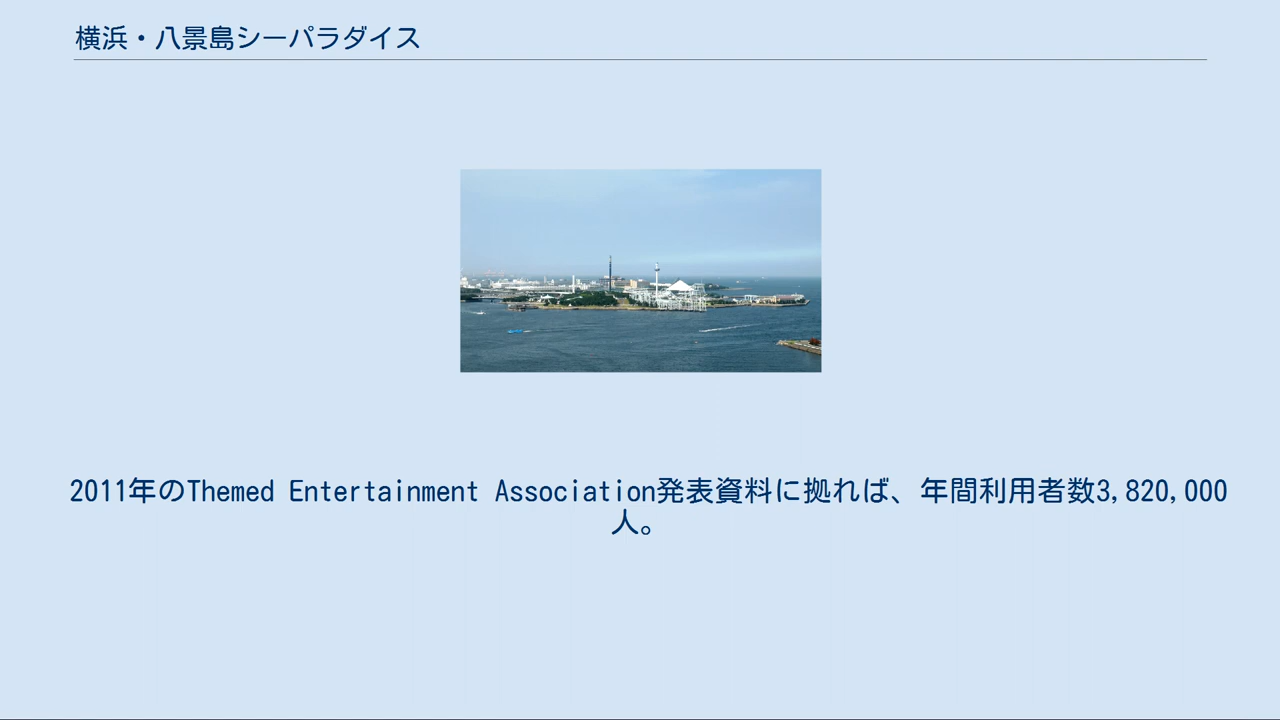 横浜・八景島シーパラダイス
2011年のThemed Entertainment Association発表資料に拠れば、年間利用者数3,820,000
人。